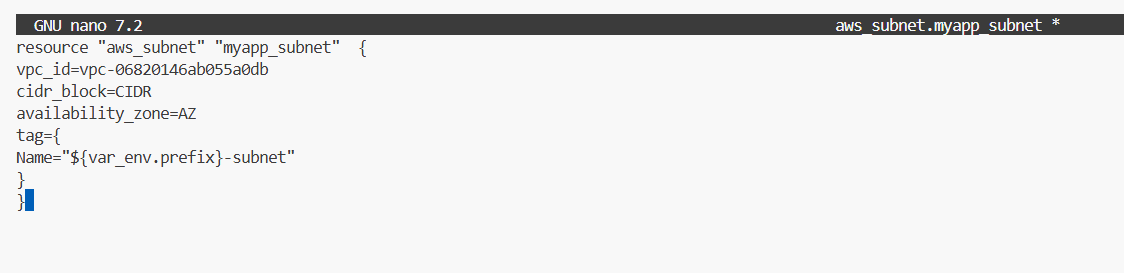 GNU nano 7.2 aws_subnet.myapp_subnet *
resource "aws_subnet" "myapp_subnet"  {
vpc_id=vpc-06820146ab055a0db
cidr_block=CIDR
availability_zone=AZ
tag={
Name="${var_env.prefix}-subnet"
}
}